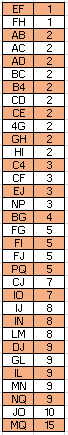 EF 1
FH 1
AB 2
AC 2
AD 2
BC 2
B4 2
CD 2
CE 2
4G 2
GH 2
HI 2
C4 3
CF 3
EJ 3
NP 3
BG 4
FG 5
FI 5
FJ 5
PQ 5
CJ 7
IO 7
IJ 8
IN 8
LM 8
DJ 9
GL 9
IL 9
MN 9
NQ 9
JO 10
MQ 15